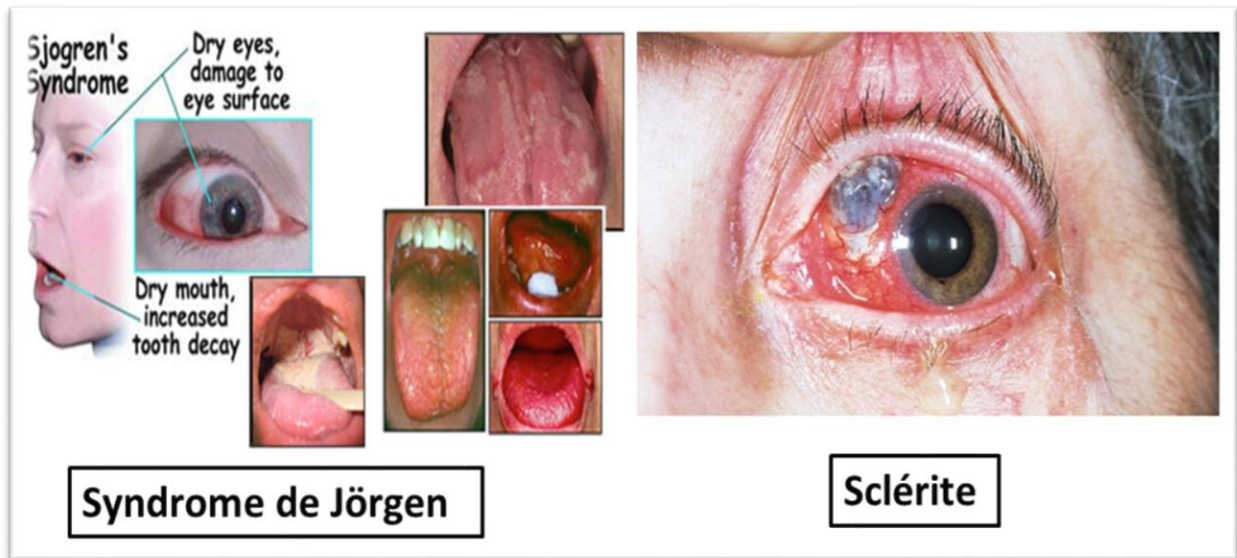 Sjogren's
Syndrome
Dry eyes,
damage to
eye surface
Dry mouth,
increased
tooth decay
Syndrome de Jörgen
Sclérite